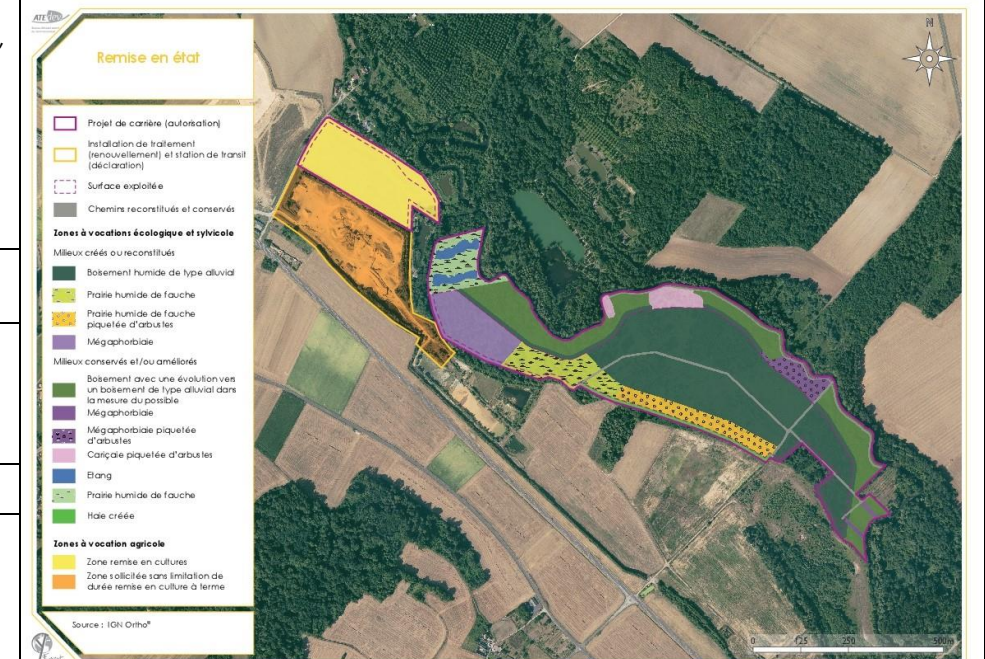 ATE dev
Remise en état
N
Projet de carrière (autorisation)
Installation de traitement
(renouvellement) et station de transit
(déclaration)
Surface exploitée
Chemins reconstitués et conservés
Zones à vocations écologique et sylvicole
Milieux créés ou reconstitués
Boisement humide de type alluvial
Prairie humide de fauche
Prairie humide de fauche
piquetée d'arbustes
Mégaphorbiaie
Milieux conservés et/ou améliorés
Boisement avec une évolution vers
un boisement de type alluvial dans
la mesure du possible
Mégaphorbiaie
Mégaphorbiaie piquetée
d'arbustes
Cariçaie piquetée d'arbustes
Etang
Prairie humide de fauche
Haie créée
Zones à vocation agricole
Zone remise en cultures
Zone sollicitée sans limitation de
durée remise en culture à terme
Source : IGN Ortho®
0 125 250 500m